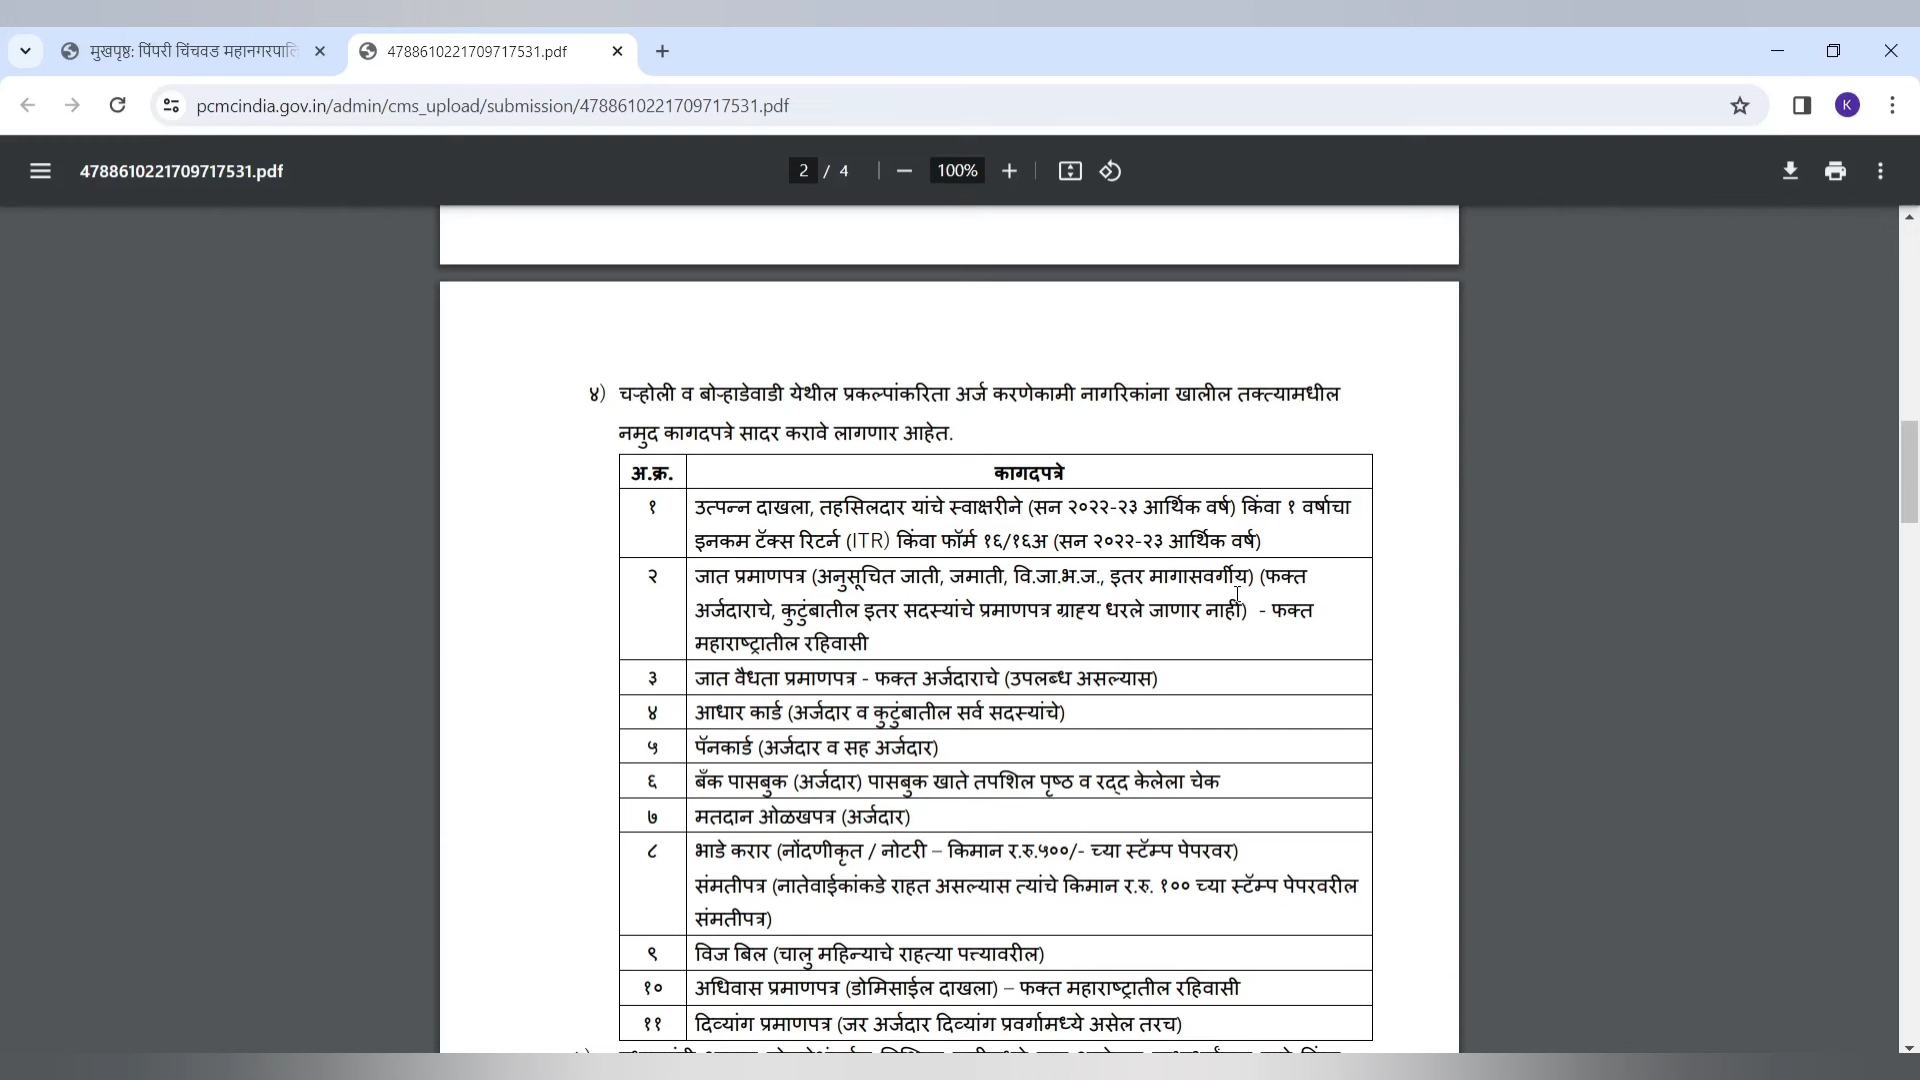 मुखपृष्ठ: पिंपरी चिंचवड महानगरपालि
4788610221709717531.pdf
pcmcindia.gov.in/admin/cms_upload/submission/4788610221709717531.pdf
K
4788610221709717531.pdf
2 / 4
100%
४) चऱ्होली व बोऱ्हाडेवाडी येथील प्रकल्पांकरिता अर्ज करणेकामी नागरिकांना खालील तक्त्यामधील
नमुद कागदपत्रे सादर करावे लागणार आहेत.
अ.क्र. कागदपत्रे
१ उत्पन्न दाखला, तहसिलदार यांचे स्वाक्षरीने (सन २०२२-२३ आर्थिक वर्ष) किंवा १ वर्षाचा
इनकम टॅक्स रिटर्न (ITR) किंवा फॉर्म १६/१६अ (सन २०२२-२३ आर्थिक वर्ष)
२ जात प्रमाणपत्र (अनुसूचित जाती, जमाती, वि.जा.भ.ज., इतर मागासवर्गीय) (फक्त
अर्जदाराचे, कुटुंबातील इतर सदस्यांचे प्रमाणपत्र ग्राह्य धरले जाणार नाही) - फक्त
महाराष्ट्रातील रहिवासी
३ जात वैधता प्रमाणपत्र - फक्त अर्जदाराचे (उपलब्ध असल्यास)
४ आधार कार्ड (अर्जदार व कुटुंबातील सर्व सदस्यांचे)
५ पॅनकार्ड (अर्जदार व सह अर्जदार)
६ बँक पासबुक (अर्जदार) पासबुक खाते तपशिल पृष्ठ व रद्द केलेला चेक
७ मतदान ओळखपत्र (अर्जदार)
८ भाडे करार (नोंदणीकृत / नोटरी – किमान र.रु.५००/- च्या स्टॅम्प पेपरवर)
संमतीपत्र (नातेवाईकांकडे राहत असल्यास त्यांचे किमान र.रु. १०० च्या स्टॅम्प पेपरवरील
संमतीपत्र)
९ विज बिल (चालु महिन्याचे राहत्या पत्त्यावरील)
१० अधिवास प्रमाणपत्र (डोमिसाईल दाखला) – फक्त महाराष्ट्रातील रहिवासी
११ दिव्यांग प्रमाणपत्र (जर अर्जदार दिव्यांग प्रवर्गामध्ये असेल तरच)